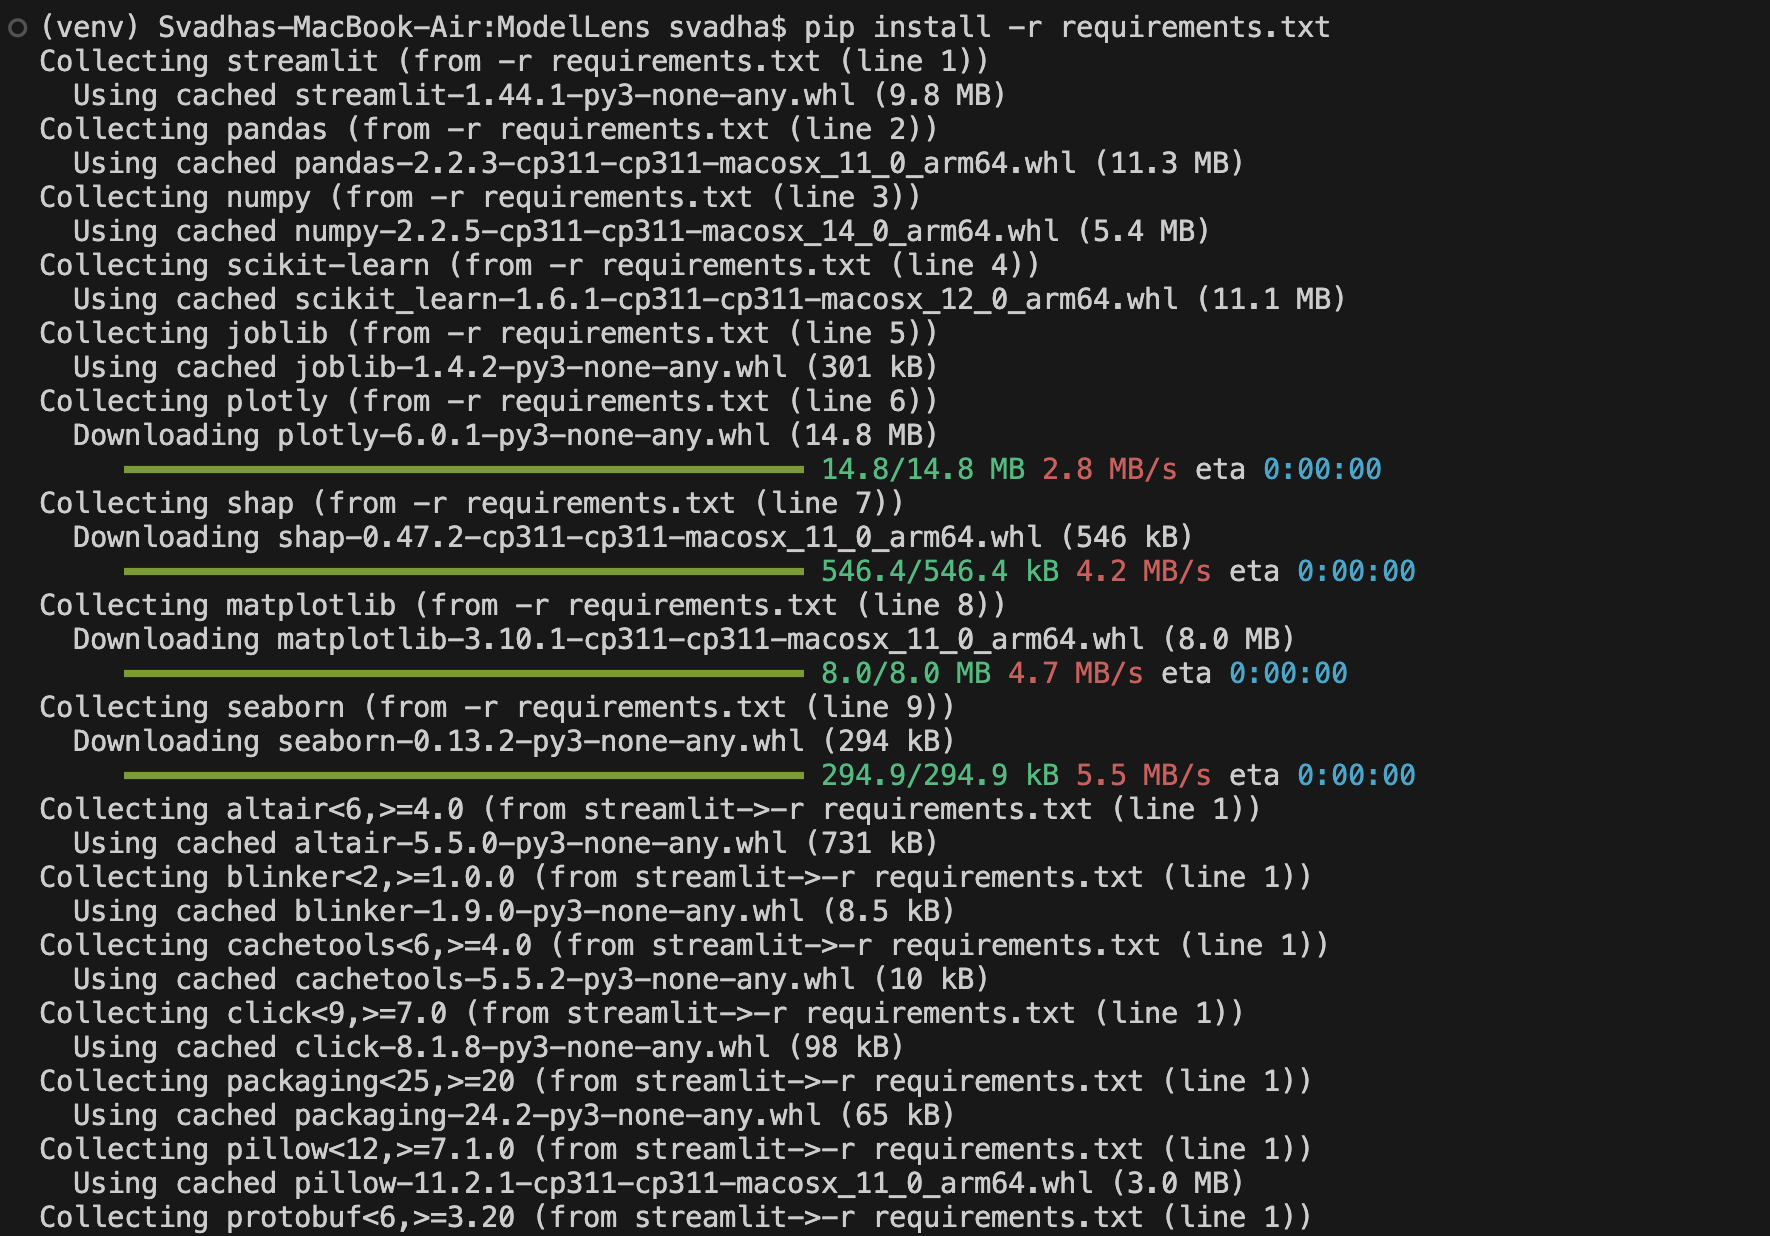 (venv) Svadhas-MacBook-Air:ModelLens svadha$ pip install -r requirements.txt
Collecting streamlit (from -r requirements.txt (line 1))
  Using cached streamlit-1.44.1-py3-none-any.whl (9.8 MB)
Collecting pandas (from -r requirements.txt (line 2))
  Using cached pandas-2.2.3-cp311-cp311-macosx_11_0_arm64.whl (11.3 MB)
Collecting numpy (from -r requirements.txt (line 3))
  Using cached numpy-2.2.5-cp311-cp311-macosx_14_0_arm64.whl (5.4 MB)
Collecting scikit-learn (from -r requirements.txt (line 4))
  Using cached scikit_learn-1.6.1-cp311-cp311-macosx_12_0_arm64.whl (11.1 MB)
Collecting joblib (from -r requirements.txt (line 5))
  Using cached joblib-1.4.2-py3-none-any.whl (301 kB)
Collecting plotly (from -r requirements.txt (line 6))
  Downloading plotly-6.0.1-py3-none-any.whl (14.8 MB)
14.8/14.8 MB 2.8 MB/s eta 0:00:00
Collecting shap (from -r requirements.txt (line 7))
  Downloading shap-0.47.2-cp311-cp311-macosx_11_0_arm64.whl (546 kB)
546.4/546.4 kB 4.2 MB/s eta 0:00:00
Collecting matplotlib (from -r requirements.txt (line 8))
  Downloading matplotlib-3.10.1-cp311-cp311-macosx_11_0_arm64.whl (8.0 MB)
8.0/8.0 MB 4.7 MB/s eta 0:00:00
Collecting seaborn (from -r requirements.txt (line 9))
  Downloading seaborn-0.13.2-py3-none-any.whl (294 kB)
294.9/294.9 kB 5.5 MB/s eta 0:00:00
Collecting altair<6,>=4.0 (from streamlit->-r requirements.txt (line 1))
  Using cached altair-5.5.0-py3-none-any.whl (731 kB)
Collecting blinker<2,>=1.0.0 (from streamlit->-r requirements.txt (line 1))
  Using cached blinker-1.9.0-py3-none-any.whl (8.5 kB)
Collecting cachetools<6,>=4.0 (from streamlit->-r requirements.txt (line 1))
  Using cached cachetools-5.5.2-py3-none-any.whl (10 kB)
Collecting click<9,>=7.0 (from streamlit->-r requirements.txt (line 1))
  Using cached click-8.1.8-py3-none-any.whl (98 kB)
Collecting packaging<25,>=20 (from streamlit->-r requirements.txt (line 1))
  Using cached packaging-24.2-py3-none-any.whl (65 kB)
Collecting pillow<12,>=7.1.0 (from streamlit->-r requirements.txt (line 1))
  Using cached pillow-11.2.1-cp311-cp311-macosx_11_0_arm64.whl (3.0 MB)
Collecting protobuf<6,>=3.20 (from streamlit->-r requirements.txt (line 1))